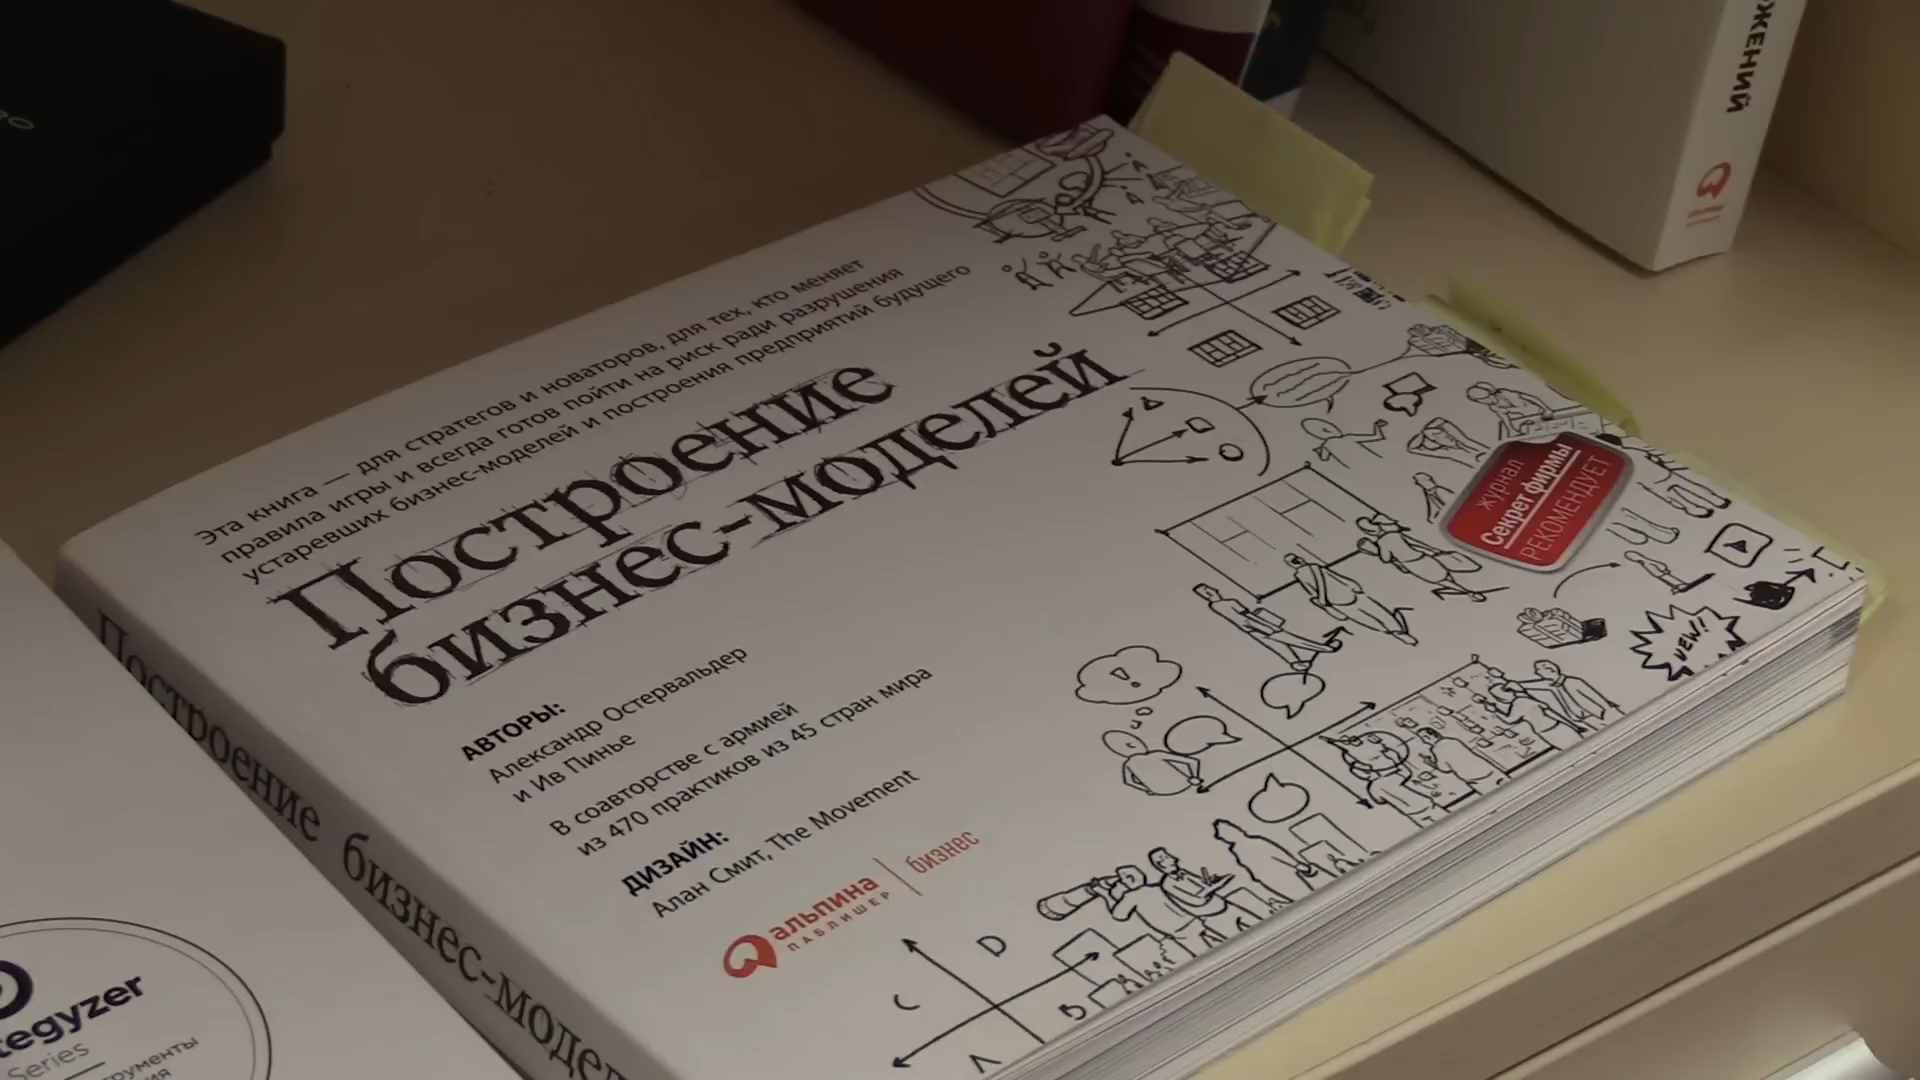 Эта книга — для стратегов и новаторов, для тех, кто меняет
правила игры и всегда готов пойти на риск ради разрушения
устаревших бизнес-моделей и построения предприятий будущего
Построение
бизнес-моделей
АВТОРЫ:
Александр Остервальдер
и Ив Пинье
В соавторстве с армией
из 470 практиков из 45 стран мира
ДИЗАЙН:
Алан Смит, The Movement
альпина
ПАБЛИШЕР
бизнес
журнал
Секрет фирмы
РЕКОМЕНДУЕТ
NEW!
D
C
B
A
Построение бизнес-модел
tegyzer
Series
трументы
ия
ЖЕНИЙ